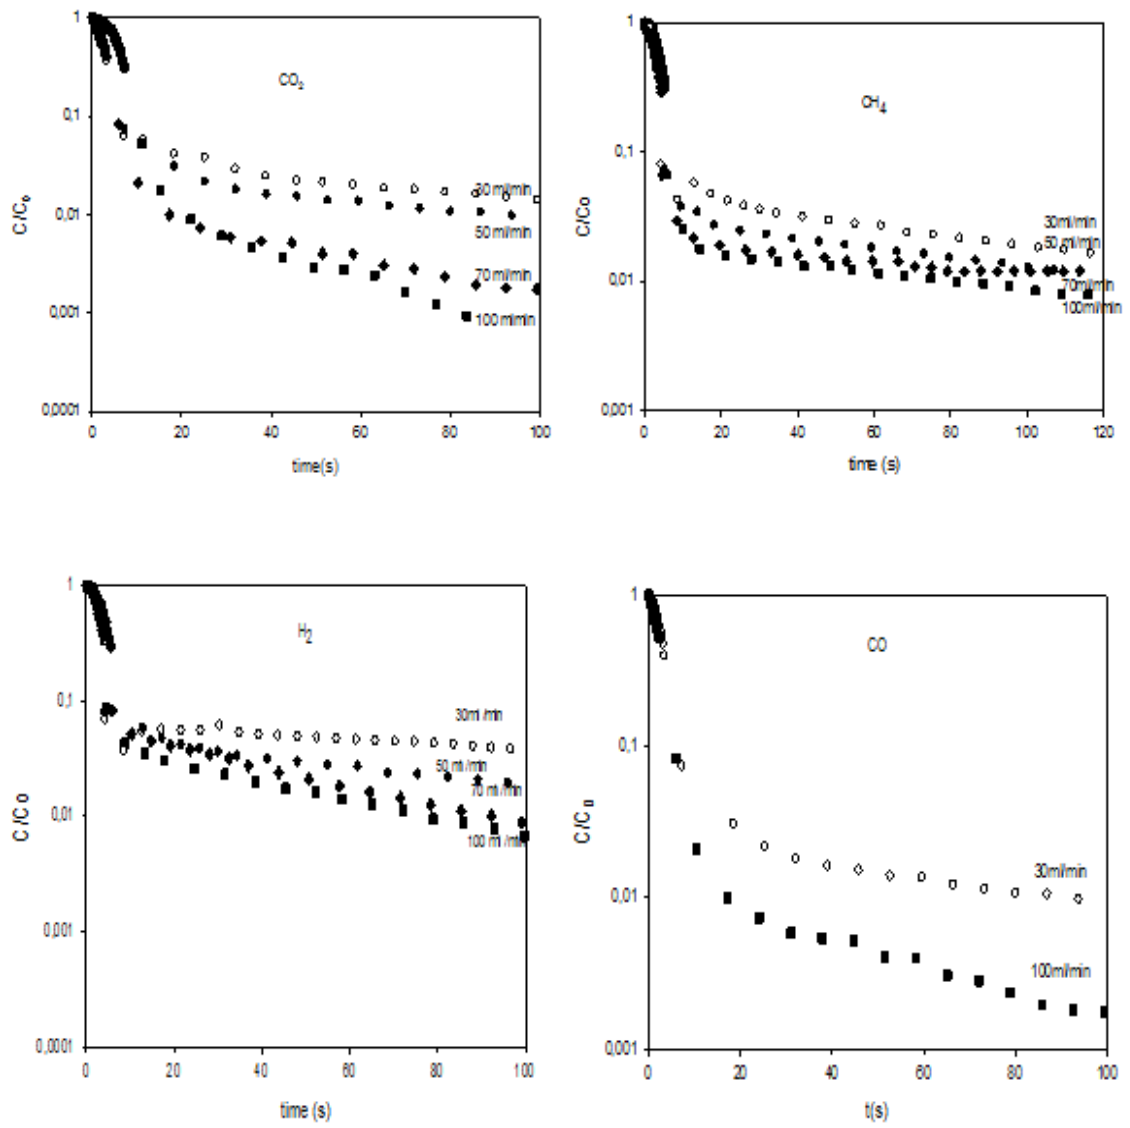 1
CO₂
0,1
C/C₀
0,01
0,001
0,0001
30 ml/min
50 ml/min
70 ml/min
100 m/min
0 20 40 60 80 100
time(s)
1
CH₄
0,1
C/Co
0,01
0,001
30ml/min
50 ml/min
70ml/min
100ml/min
0 20 40 60 80 100 120
time (s)
1
H₂
0,1
C/Co
0,01
0,001
0,0001
30ml/min
50 ml/min
70 ml/min
100 ml/min
0 20 40 60 80 100
time (s)
1
CO
0,1
C/C₀
0,01
0,001
30ml/min
100ml/min
0 20 40 60 80 100
t(s)